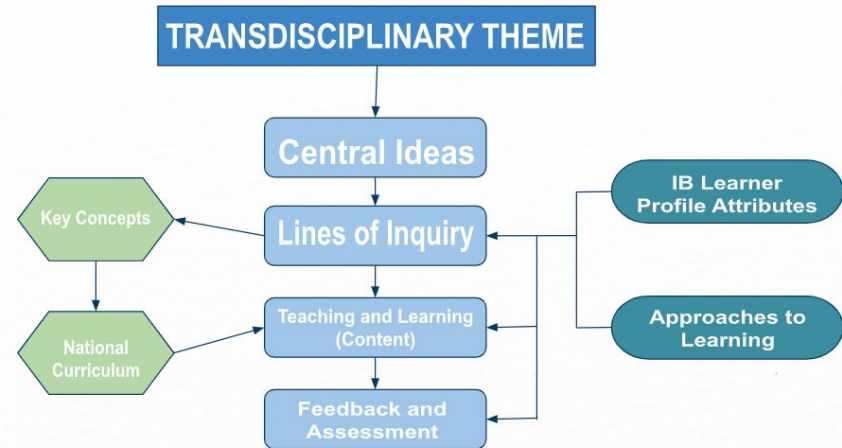 TRANSDISCIPLINARY THEME
Central Ideas
IB Learner
Profile Attributes
Key Concepts
Lines of Inquiry
Teaching and Learning
(Content)
National
Curriculum
Approaches to
Learning
Feedback and
Assessment